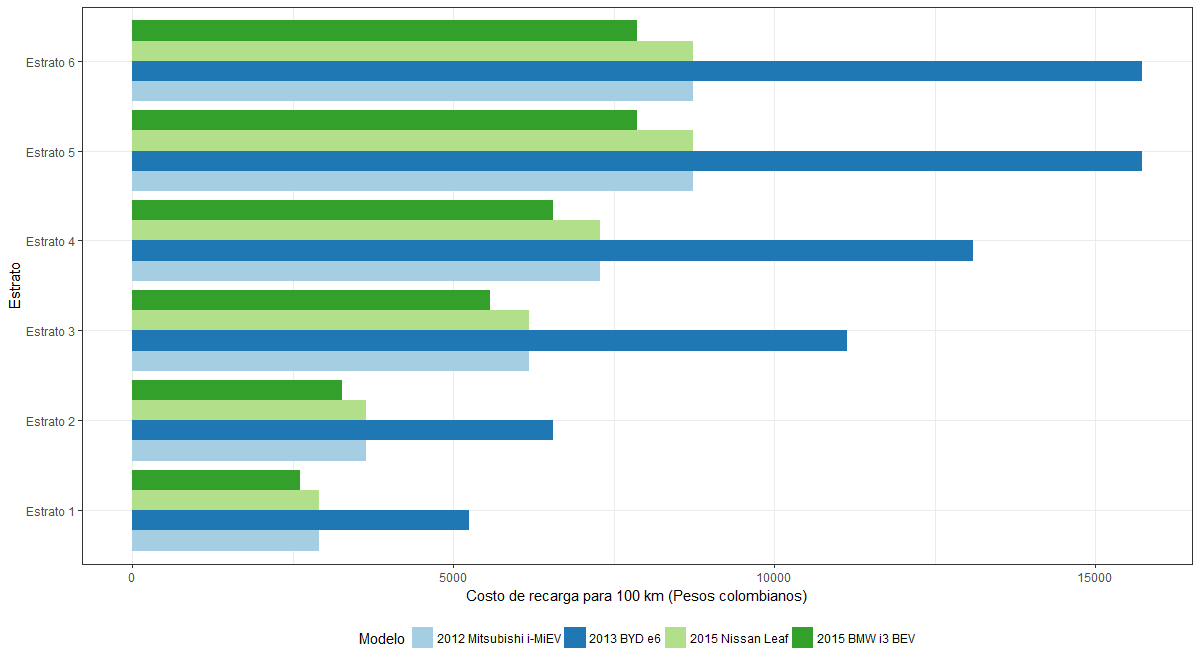 Estrato 6
Estrato 5
Estrato 4
Estrato 3
Estrato 2
Estrato 1
Estrato
0 5000 10000 15000
Costo de recarga para 100 km (Pesos colombianos)
Modelo 2012 Mitsubishi i-MiEV 2013 BYD e6 2015 Nissan Leaf 2015 BMW i3 BEV